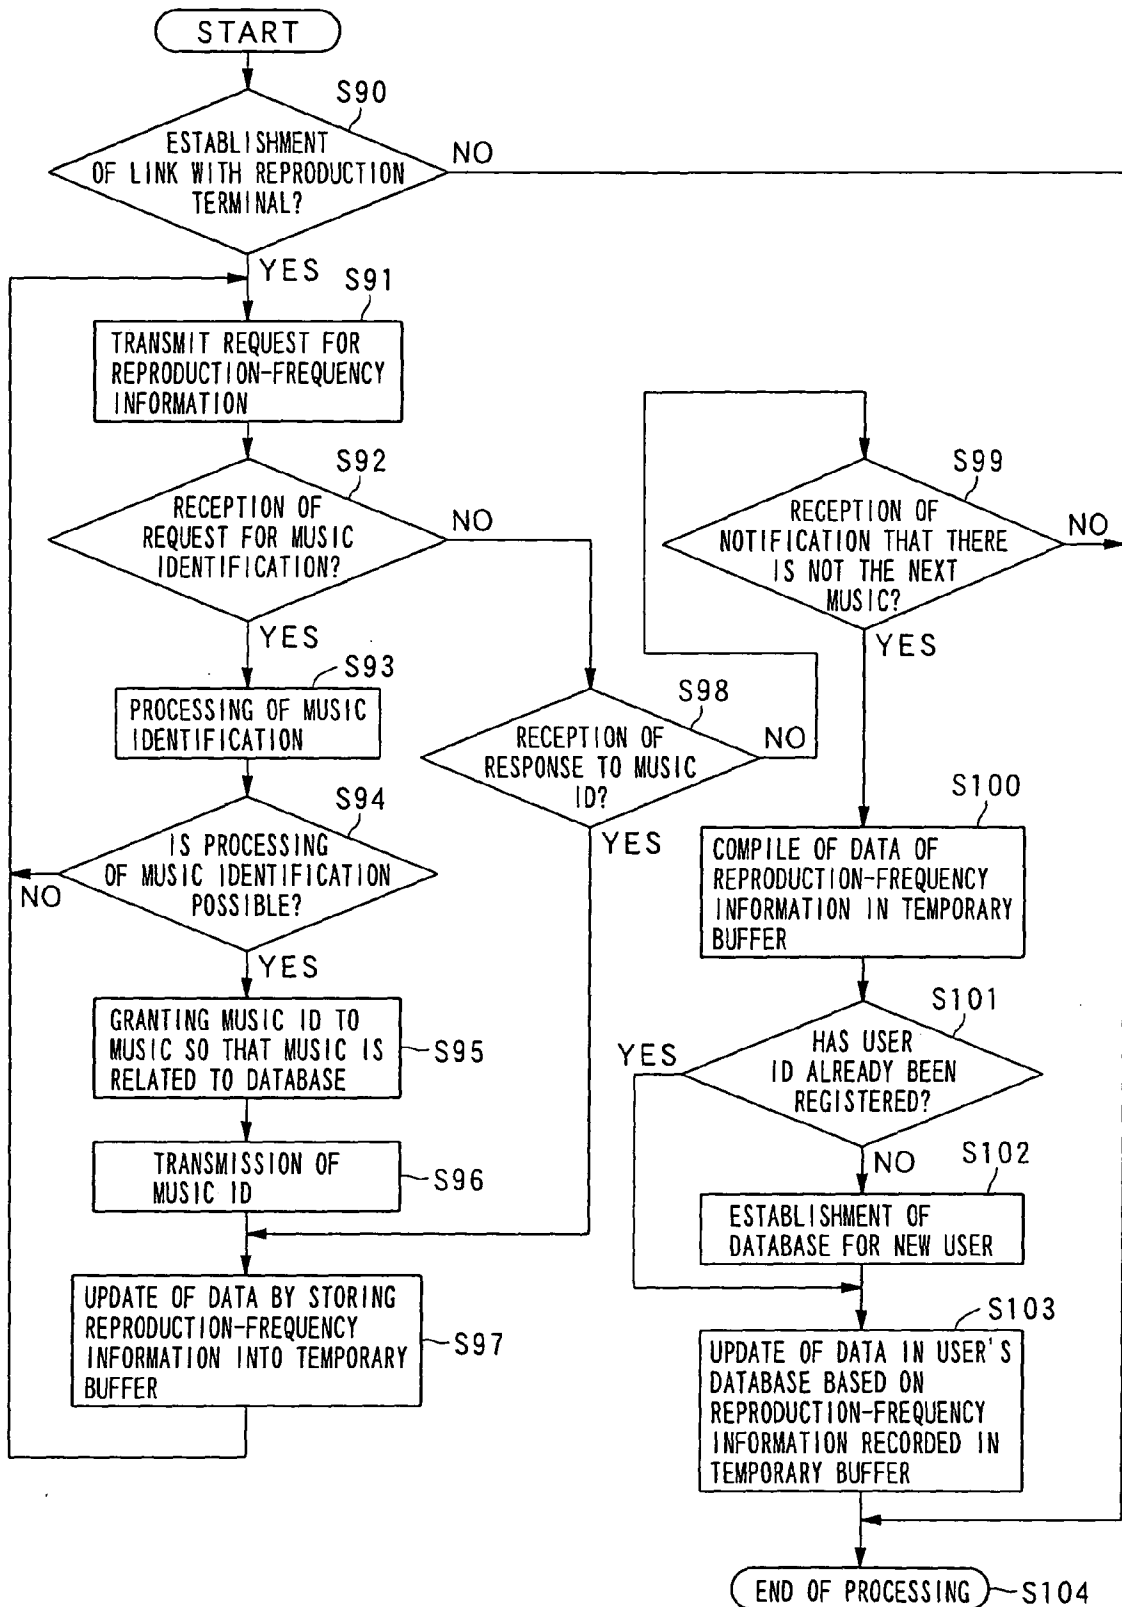 START
S90
ESTABLISHMENT
OF LINK WITH REPRODUCTION
TERMINAL?
NO
YES
S91
TRANSMIT REQUEST FOR
REPRODUCTION-FREQUENCY
INFORMATION
S92
RECEPTION OF
REQUEST FOR MUSIC
IDENTIFICATION?
NO
YES
S93
PROCESSING OF MUSIC
IDENTIFICATION
S94
IS PROCESSING
OF MUSIC IDENTIFICATION
POSSIBLE?
NO
YES
GRANTING MUSIC ID TO
MUSIC SO THAT MUSIC IS
RELATED TO DATABASE
S95
TRANSMISSION OF
MUSIC ID
S96
UPDATE OF DATA BY STORING
REPRODUCTION-FREQUENCY
INFORMATION INTO TEMPORARY
BUFFER
S97
S98
RECEPTION OF
RESPONSE TO MUSIC
ID?
NO
YES
S99
RECEPTION OF
NOTIFICATION THAT THERE
IS NOT THE NEXT
MUSIC?
NO
YES
S100
COMPILE OF DATA OF
REPRODUCTION-FREQUENCY
INFORMATION IN TEMPORARY
BUFFER
S101
HAS USER
ID ALREADY BEEN
REGISTERED?
YES
NO
S102
ESTABLISHMENT OF
DATABASE FOR NEW USER
S103
UPDATE OF DATA IN USER'S
DATABASE BASED ON
REPRODUCTION-FREQUENCY
INFORMATION RECORDED IN
TEMPORARY BUFFER
END OF PROCESSING
S104